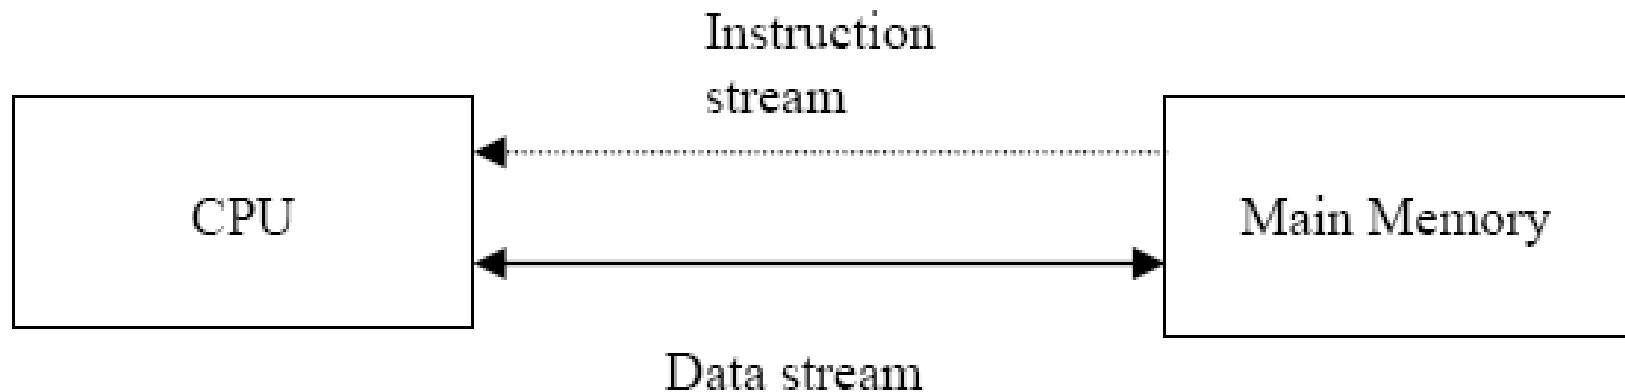 Instruction
stream
CPU
Main Memory
Data stream